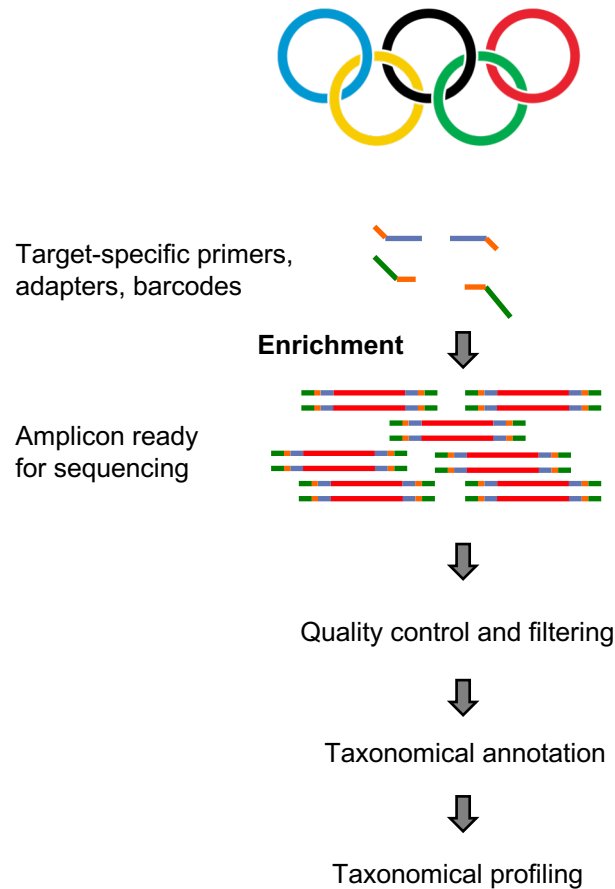 Target-specific primers,
adapters, barcodes
Enrichment
Amplicon ready
for sequencing
Quality control and filtering
Taxonomical annotation
Taxonomical profiling